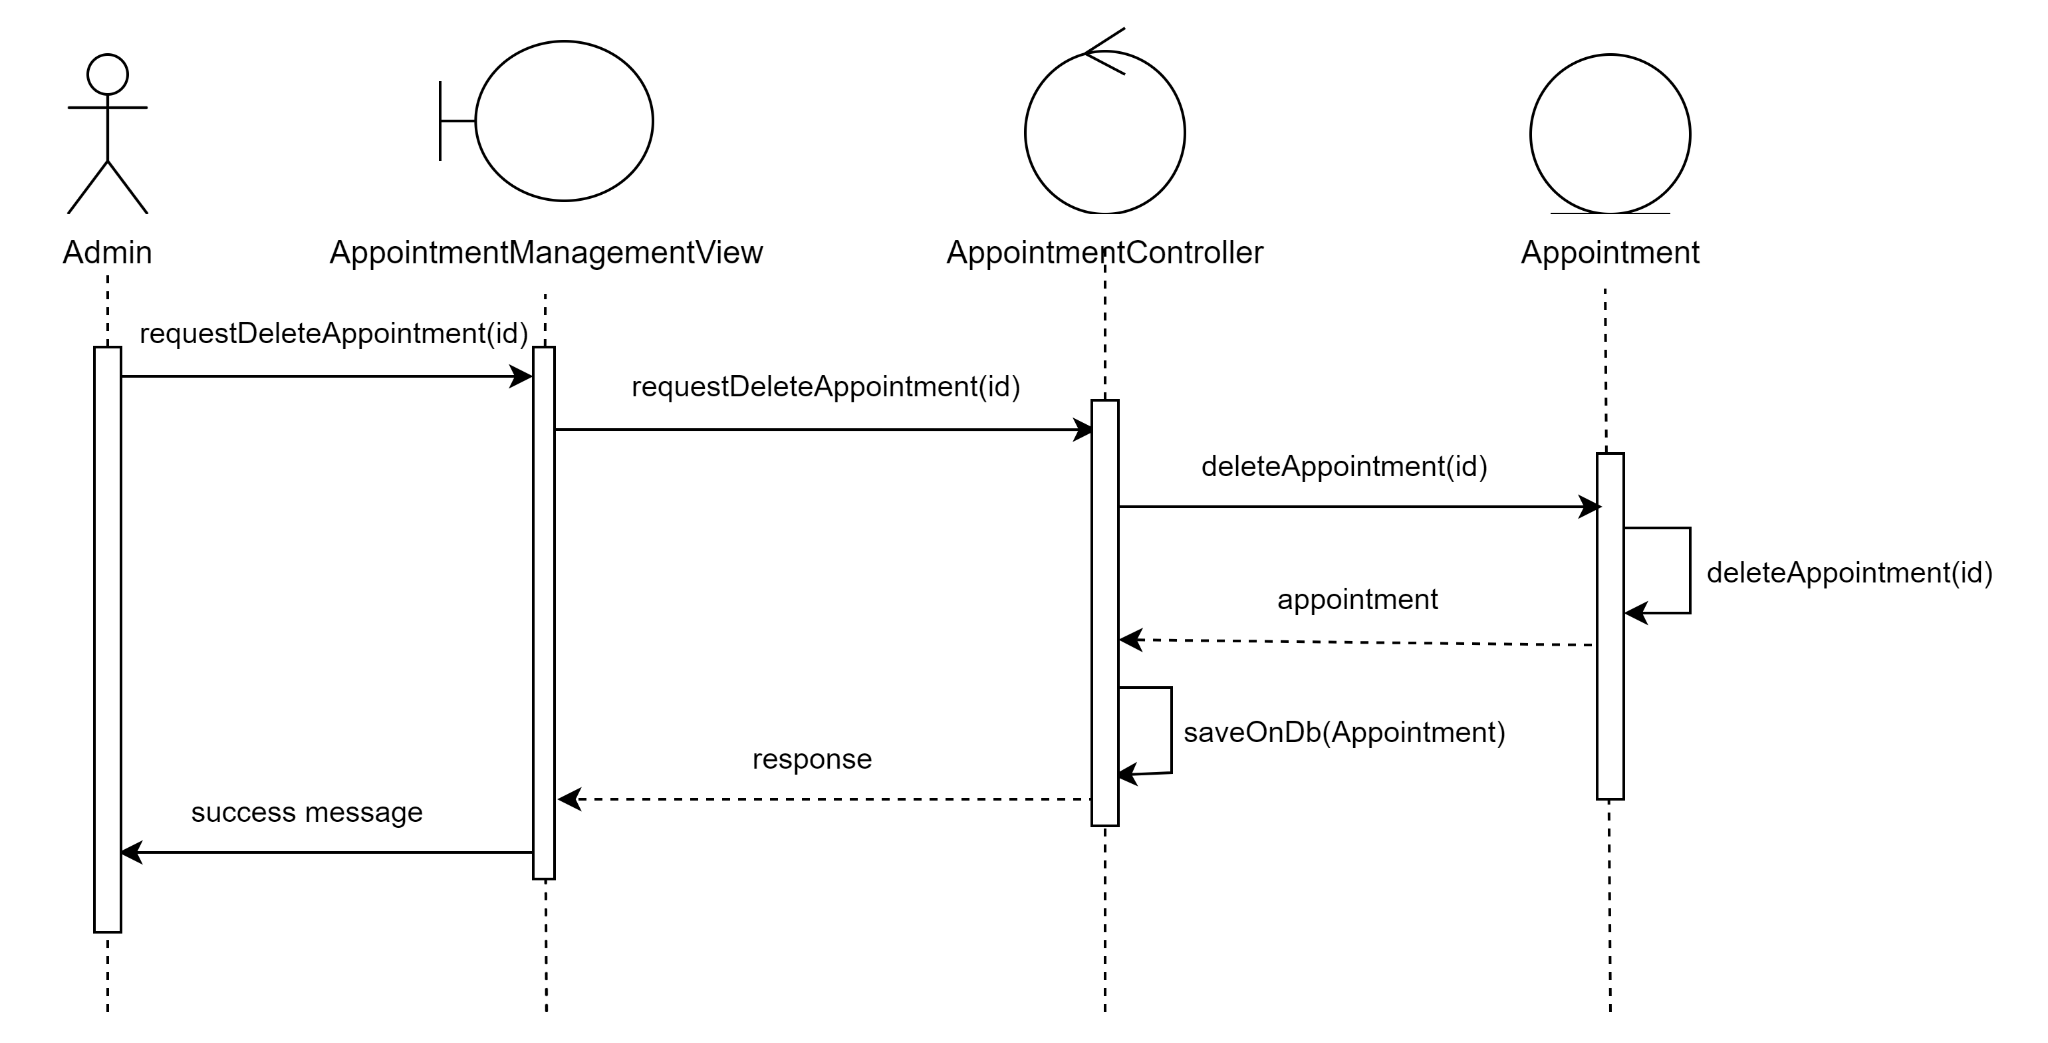 Admin
AppointmentManagementView
AppointmentController
Appointment
requestDeleteAppointment(id)
requestDeleteAppointment(id)
deleteAppointment(id)
deleteAppointment(id)
appointment
saveOnDb(Appointment)
response
success message